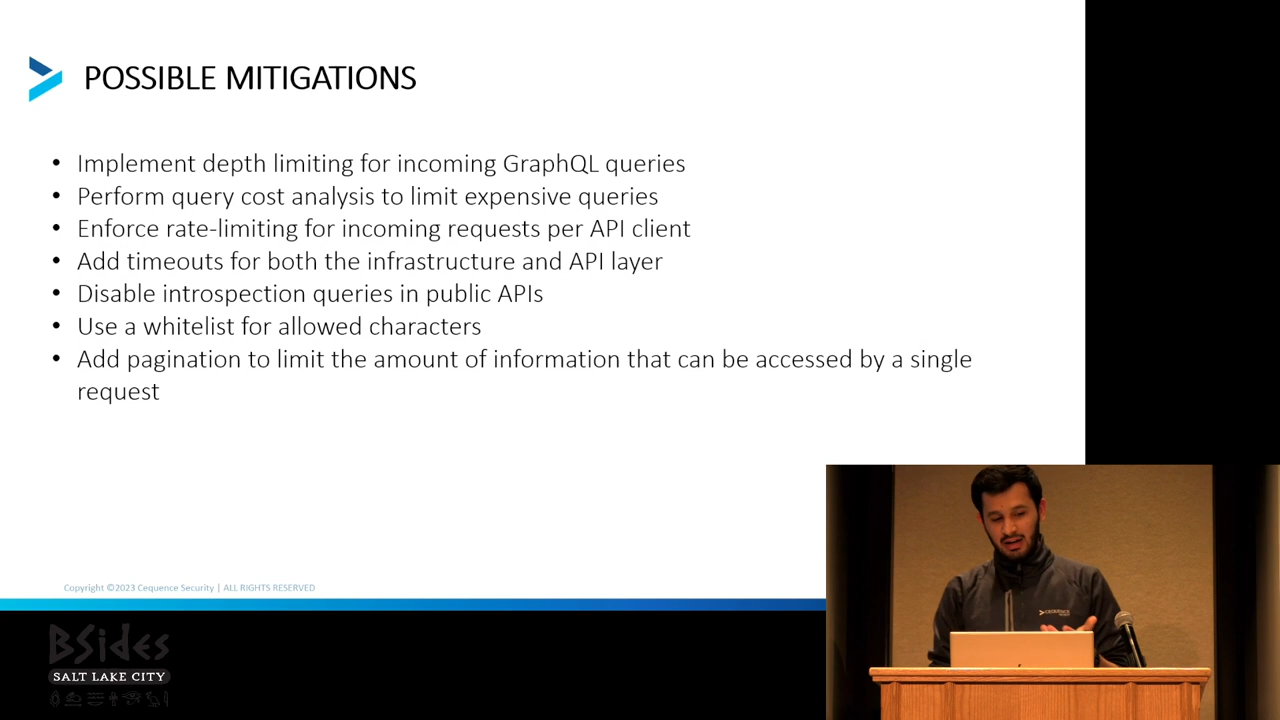 POSSIBLE MITIGATIONS
• Implement depth limiting for incoming GraphQL queries
• Perform query cost analysis to limit expensive queries
• Enforce rate-limiting for incoming requests per API client
• Add timeouts for both the infrastructure and API layer
• Disable introspection queries in public APIs
• Use a whitelist for allowed characters
• Add pagination to limit the amount of information that can be accessed by a single
request
Copyright ©2023 Cequence Security | ALL RIGHTS RESERVED
BSides
SALT LAKE CITY
CEQUENCE